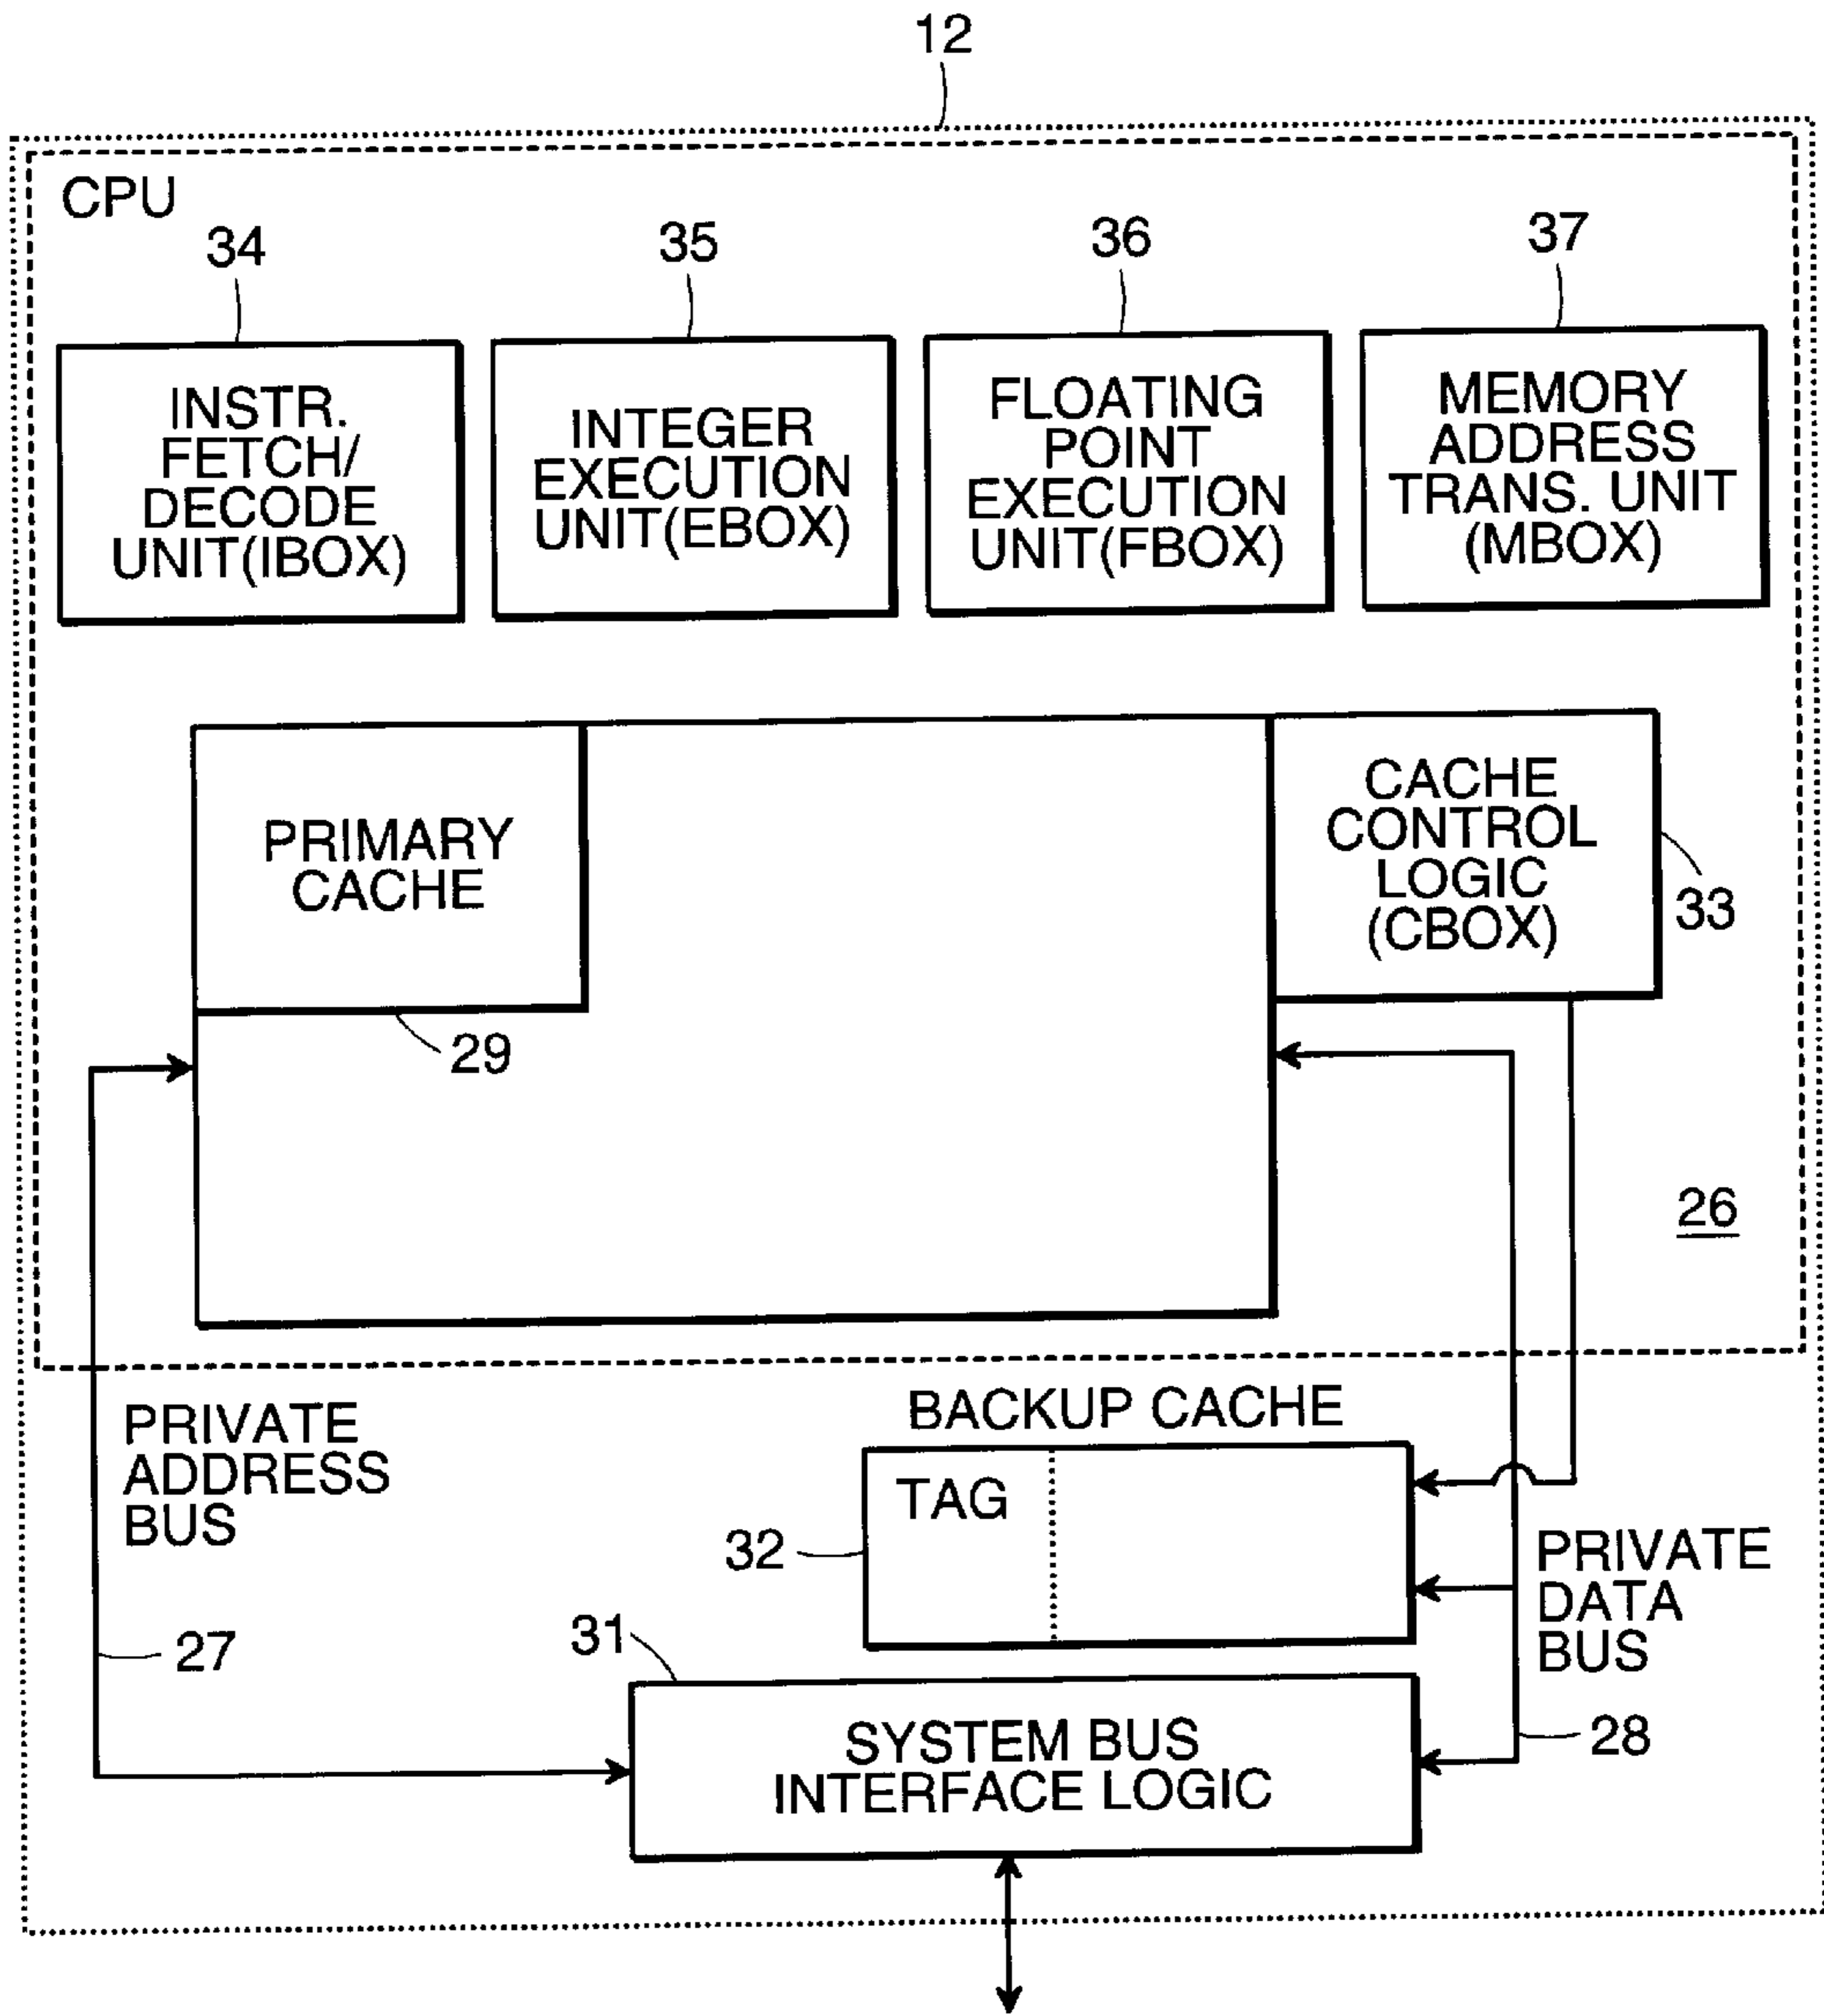 12
CPU
34
35
36
37
INSTR.
FETCH/
DECODE
UNIT(IBOX)
INTEGER
EXECUTION
UNIT(EBOX)
FLOATING
POINT
EXECUTION
UNIT(FBOX)
MEMORY
ADDRESS
TRANS. UNIT
(MBOX)
PRIMARY
CACHE
29
CACHE
CONTROL
LOGIC
(CBOX)
33
26
PRIVATE
ADDRESS
BUS
27
BACKUP CACHE
TAG
32
PRIVATE
DATA
BUS
28
31
SYSTEM BUS
INTERFACE LOGIC